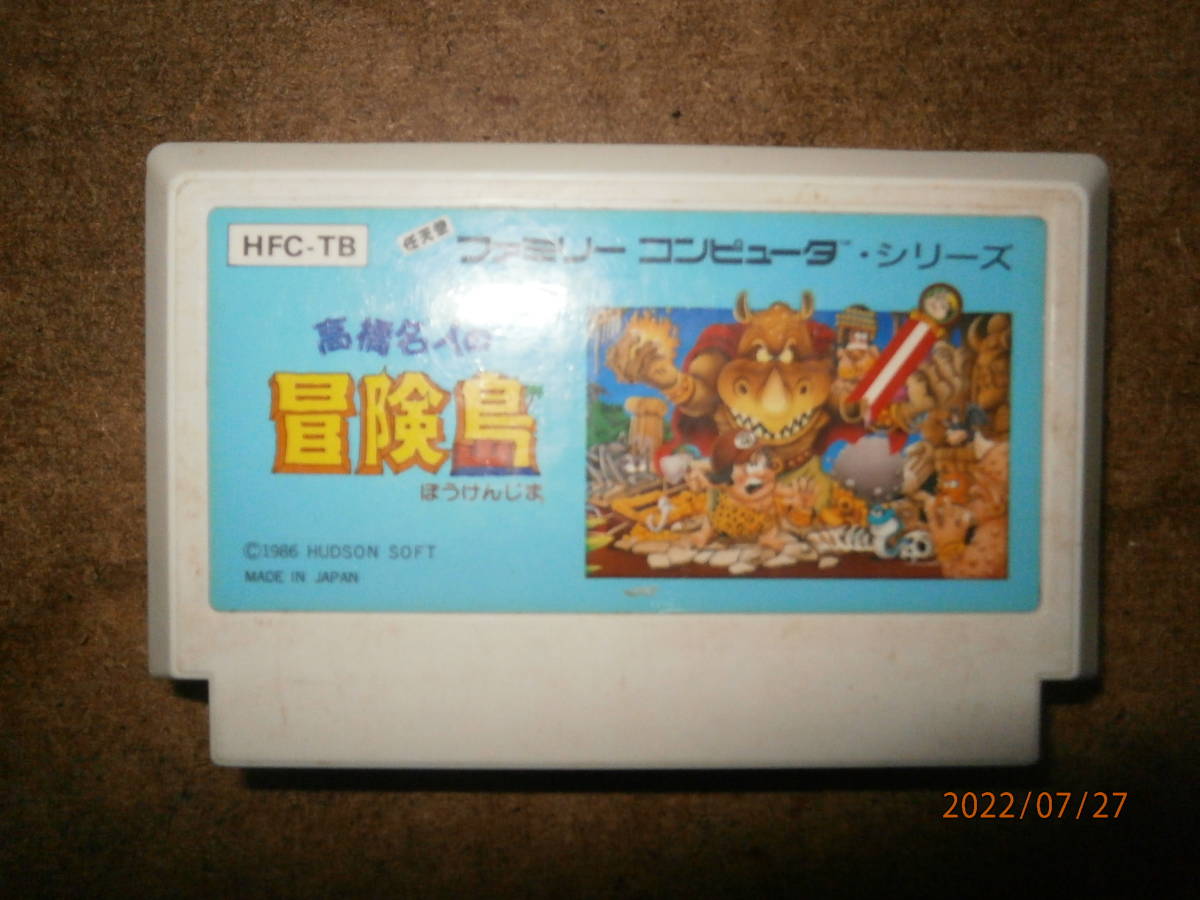 HFC-TB
任天堂
ファミリー コンピュータ™・シリーズ
高橋名人の
冒険島
ぼうけんじま
©1986 HUDSON SOFT
MADE IN JAPAN
2022/07/27